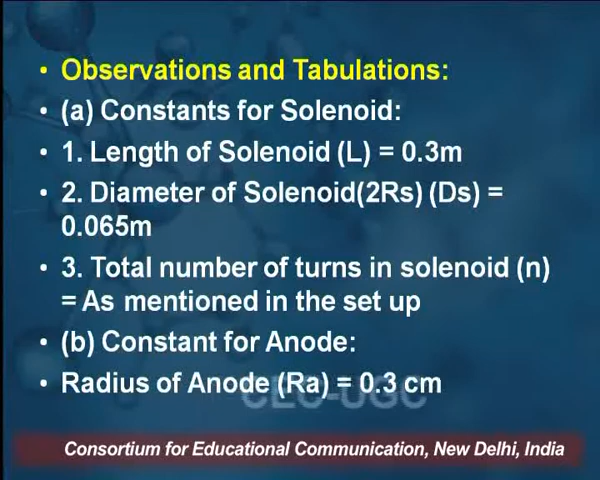 • Observations and Tabulations:
• (a) Constants for Solenoid:
• 1. Length of Solenoid (L) = 0.3m
• 2. Diameter of Solenoid(2Rs) (Ds) =
0.065m
• 3. Total number of turns in solenoid (n)
= As mentioned in the set up
• (b) Constant for Anode:
• Radius of Anode (Ra) = 0.3 cm
CEC-UGC
Consortium for Educational Communication, New Delhi, India